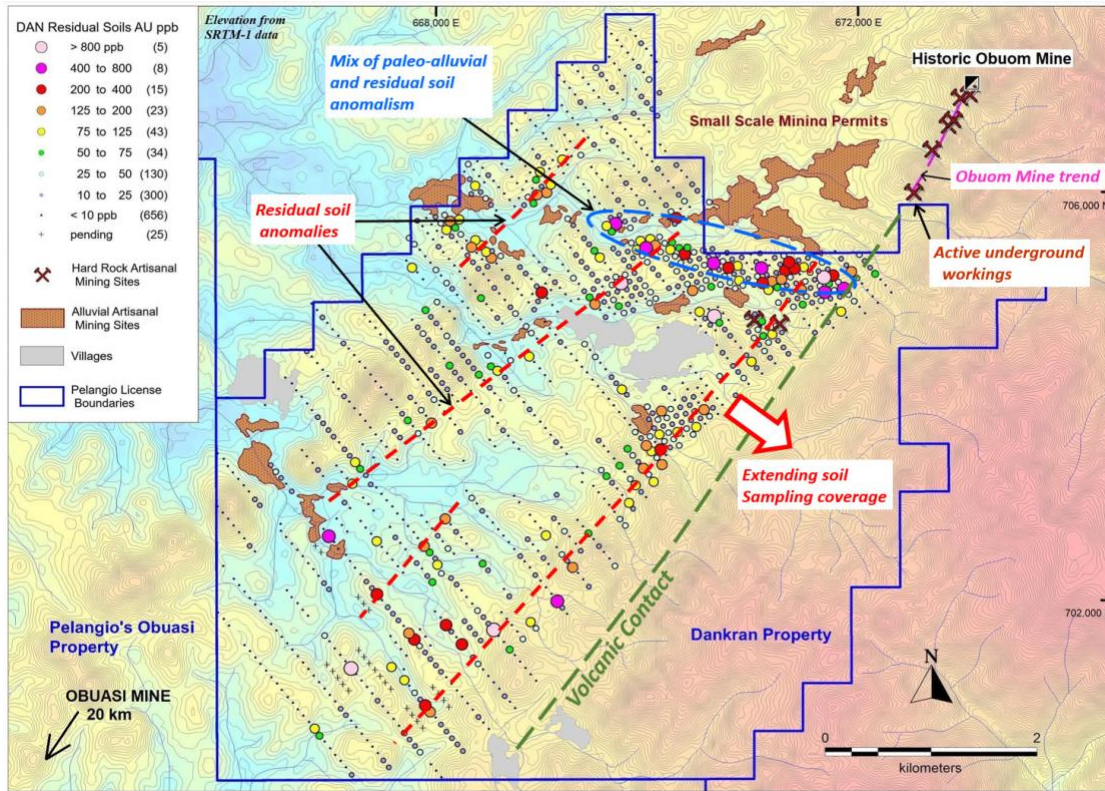 DAN Residual Soils AU ppb
> 800 ppb (5)
400 to 800 (8)
200 to 400 (15)
125 to 200 (23)
75 to 125 (43)
50 to 75 (34)
25 to 50 (130)
10 to 25 (300)
< 10 ppb (656)
pending (25)
Hard Rock Artisanal
Mining Sites
Alluvial Artisanal
Mining Sites
Villages
Pelangio License
Boundaries
Elevation from
SRTM-1 data
668,000 E
672,000 E
Mix of paleo-alluvial
and residual soil
anomalism
Historic Obuom Mine
Small Scale Mining Permits
Obuom Mine trend
706,000
Residual soil
anomalies
Active underground
workings
Extending soil
Sampling coverage
Volcanic Contact
702.000
Pelangio's Obuasi
Property
Dankran Property
OBUASI MINE
20 km
N
0 2
kilometers